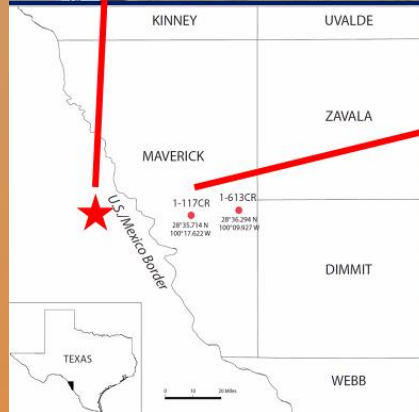 KINNEY
UVALDE
ZAVALA
MAVERICK
1-117CR
28° 35.714 N
100° 17.622 W
1-613CR
28° 36.294 N
100° 09.927 W
U.S./Mexico Border
DIMMIT
TEXAS
WEBB
0 10 20 Miles